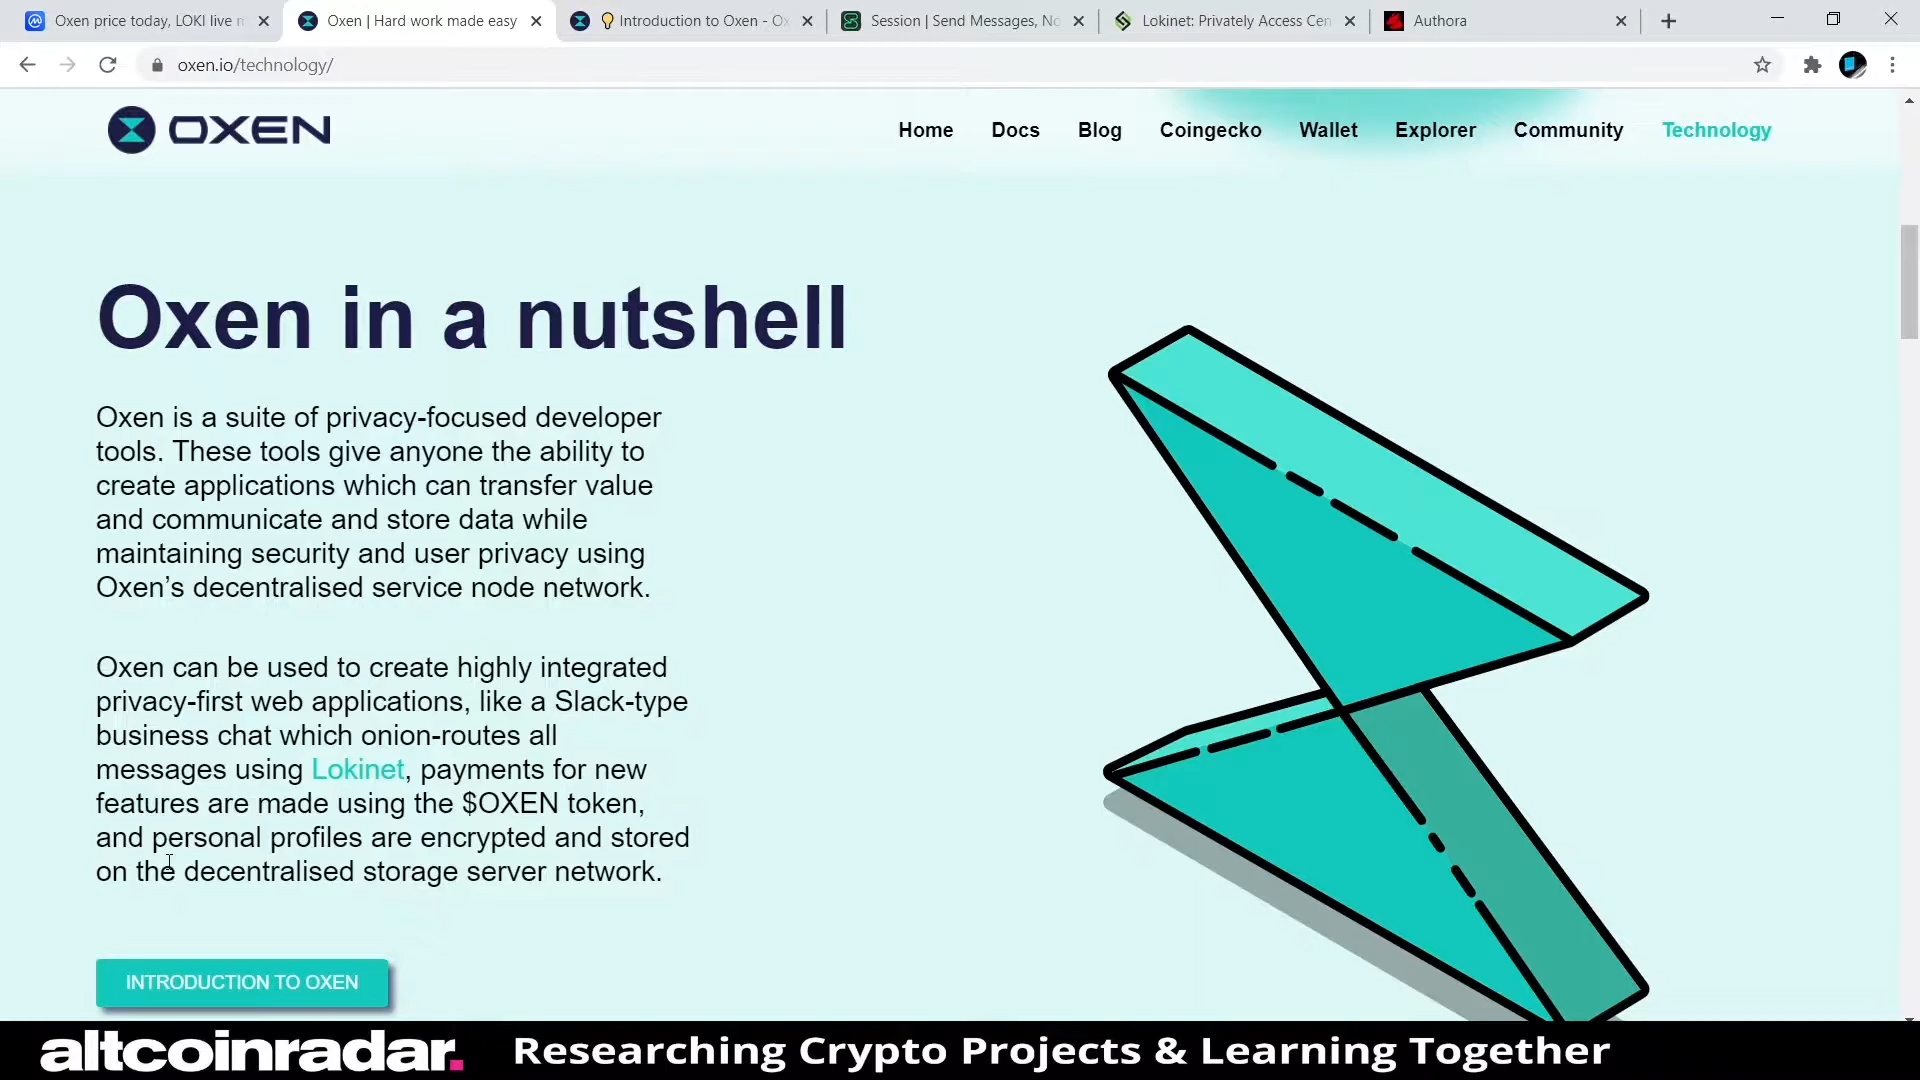 Oxen price today, LOKI live m
Oxen | Hard work made easy
Introduction to Oxen - Ox
Session | Send Messages, No
Lokinet: Privately Access Cen
Authora
oxen.io/technology/
OXEN
Home
Docs
Blog
Coingecko
Wallet
Explorer
Community
Technology
Oxen in a nutshell
Oxen is a suite of privacy-focused developer
tools. These tools give anyone the ability to
create applications which can transfer value
and communicate and store data while
maintaining security and user privacy using
Oxen’s decentralised service node network.
Oxen can be used to create highly integrated
privacy-first web applications, like a Slack-type
business chat which onion-routes all
messages using Lokinet, payments for new
features are made using the $OXEN token,
and personal profiles are encrypted and stored
on the decentralised storage server network.
INTRODUCTION TO OXEN
altcoinradar.
Researching Crypto Projects & Learning Together